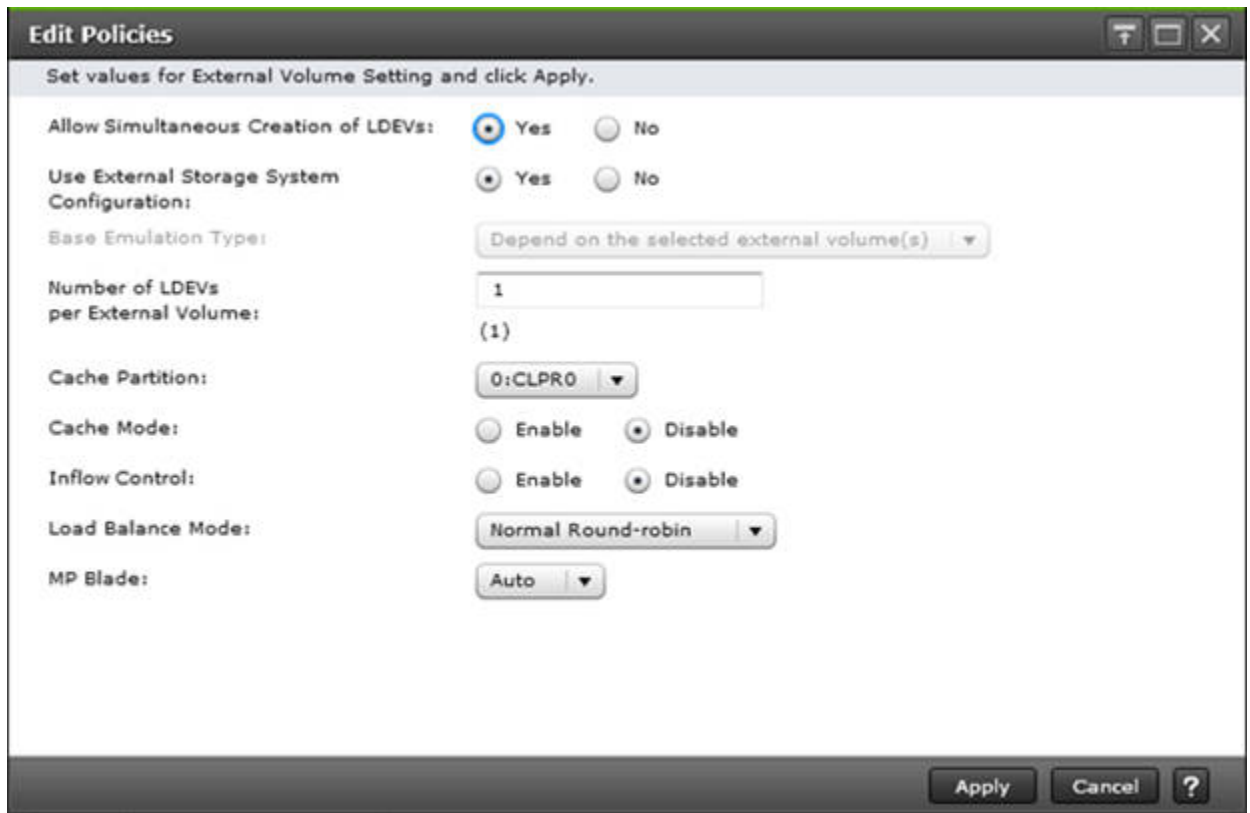 Edit Policies
Set values for External Volume Setting and click Apply.
Allow Simultaneous Creation of LDEVs: Yes No
Use External Storage System
Configuration: Yes No
Base Emulation Type: Depend on the selected external volume(s)
Number of LDEVs
per External Volume: 1
(1)
Cache Partition: 0:CLPR0
Cache Mode: Enable Disable
Inflow Control: Enable Disable
Load Balance Mode: Normal Round-robin
MP Blade: Auto
Apply Cancel ?